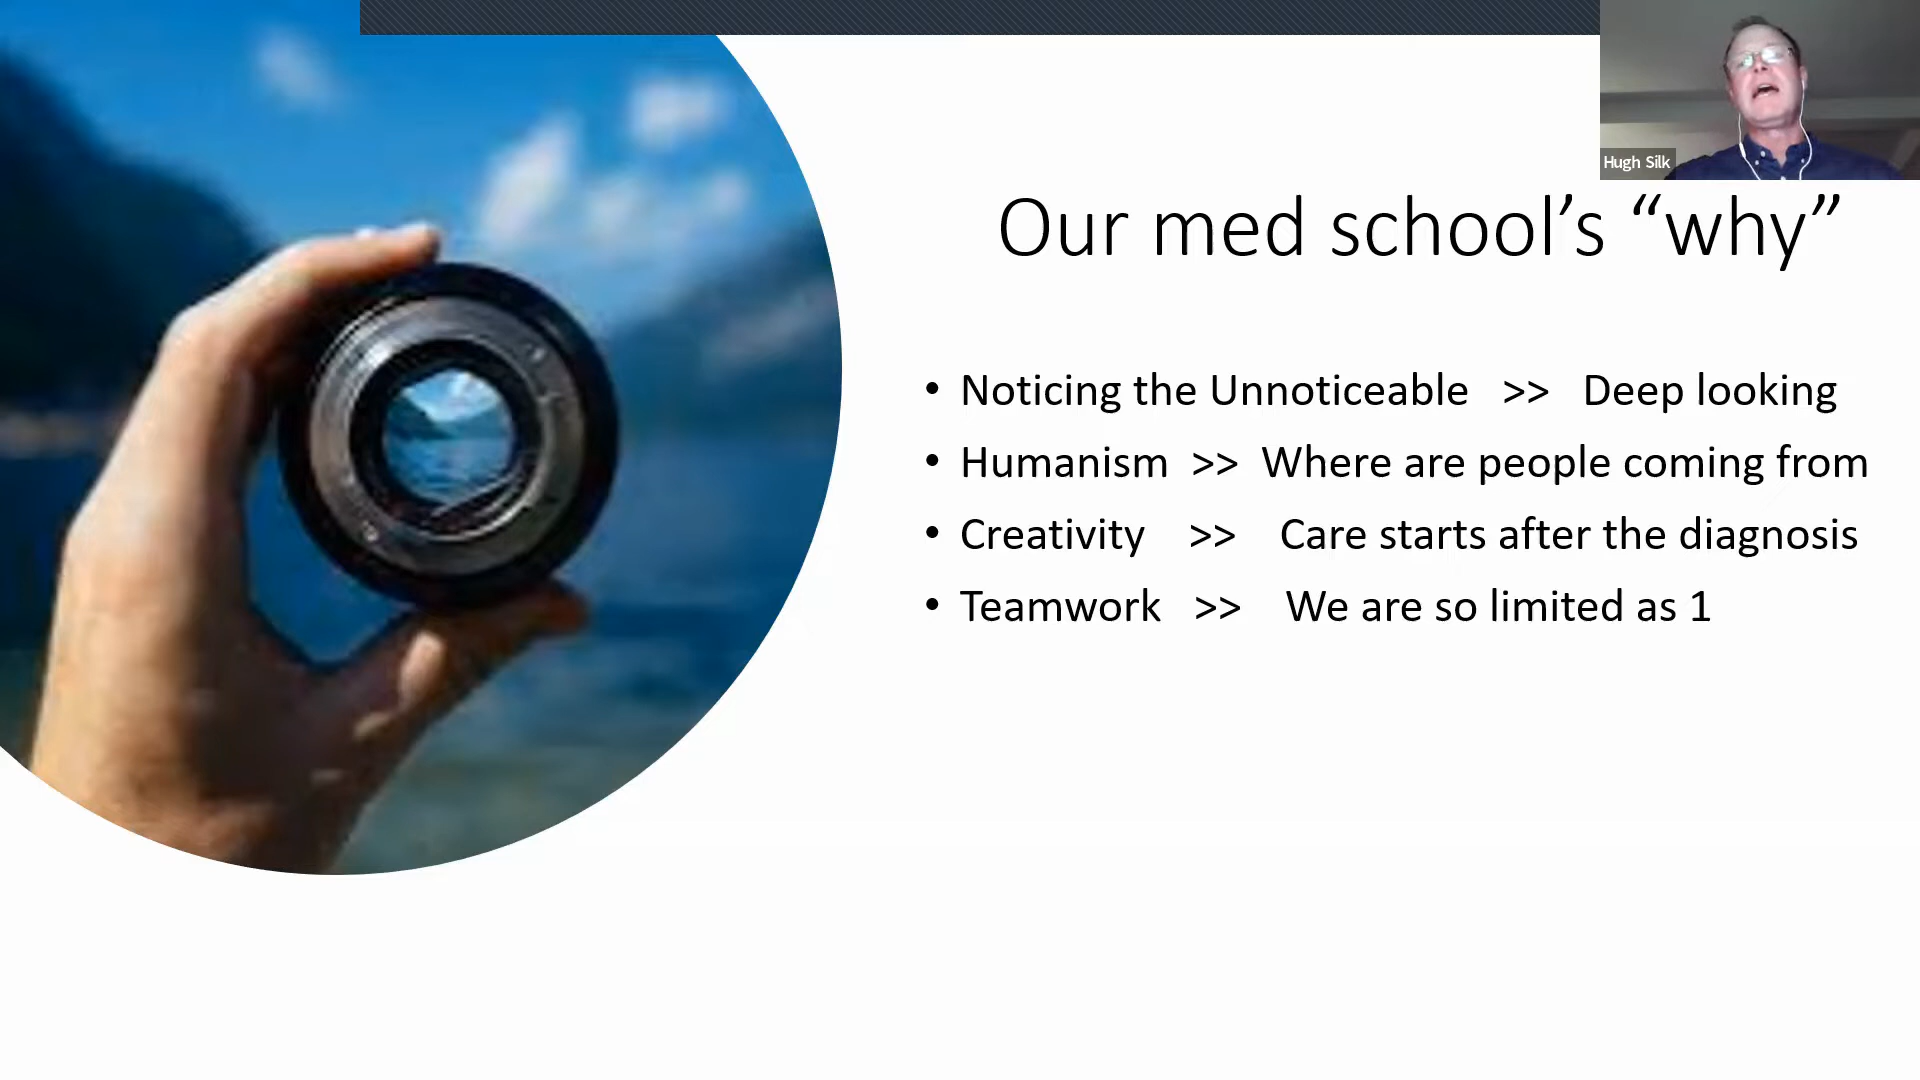 Hugh Silk
Our med school’s “why”
• Noticing the Unnoticeable >> Deep looking
• Humanism >> Where are people coming from
• Creativity >> Care starts after the diagnosis
• Teamwork >> We are so limited as 1